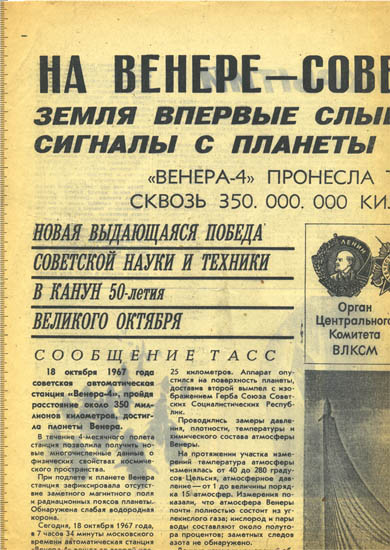 НА ВЕНЕРЕ—СОВЕ
ЗЕМЛЯ ВПЕРВЫЕ СЛЫ
СИГНАЛЫ С ПЛАНЕТЫ
«ВЕНЕРА-4» ПРОНЕСЛА
СКВОЗЬ 350.000.000 КИ
НОВАЯ ВЫДАЮЩАЯСЯ ПОБЕДА
СОВЕТСКОЙ НАУКИ И ТЕХНИКИ
В КАНУН 50-летия
ВЕЛИКОГО ОКТЯБРЯ
ЛЕНИН
Орган
Центрального
Комитета
ВЛКСМ
СООБЩЕНИЕ ТАСС
18 октября 1967 года
советская автоматическая
станция «Венера-4», пройдя
расстояние около 350 мил-
лионов километров, достиг-
ла планеты Венера.
В течение 4-месячного полета
станция позволила получить но-
вые многочисленные данные о
физических свойствах космиче-
ского пространства.
При подлете к планете Венера
станция зафиксировала отсутст-
вие заметного магнитного поля
и радиационных поясов планеты.
Обнаружена слабая водородная
корона.
Сегодня, 18 октября 1967 года,
в 7 часов 34 минуты московского
времени автоматическая станция
25 километров. Аппарат опу-
стился на поверхность планеты,
доставив второй вымпел с изо-
бражением Герба Союза Совет-
ских Социалистических Респуб-
лик.
Проводились замеры давле-
ния, плотности, температуры и
химического состава атмосферы
Венеры.
На протяжении участка из-
мерений температура атмосферы
изменялась от 40 до 280 граду-
сов Цельсия, атмосферное давле-
ние — от 1 до величины поряд-
ка 15 атмосфер. Измерения по-
казали, что атмосфера Венеры
почти полностью состоит из уг-
лекислого газа; кислород и пары
воды составляют около полуто-
ра процентов; заметных следов
азота не обнаружено.